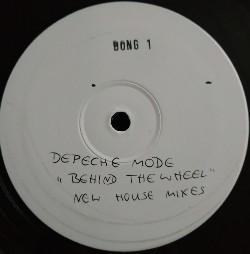 BONG 1
DEPECHE MODE
"BEHIND THE WHEEL"
NEW HOUSE MIXES